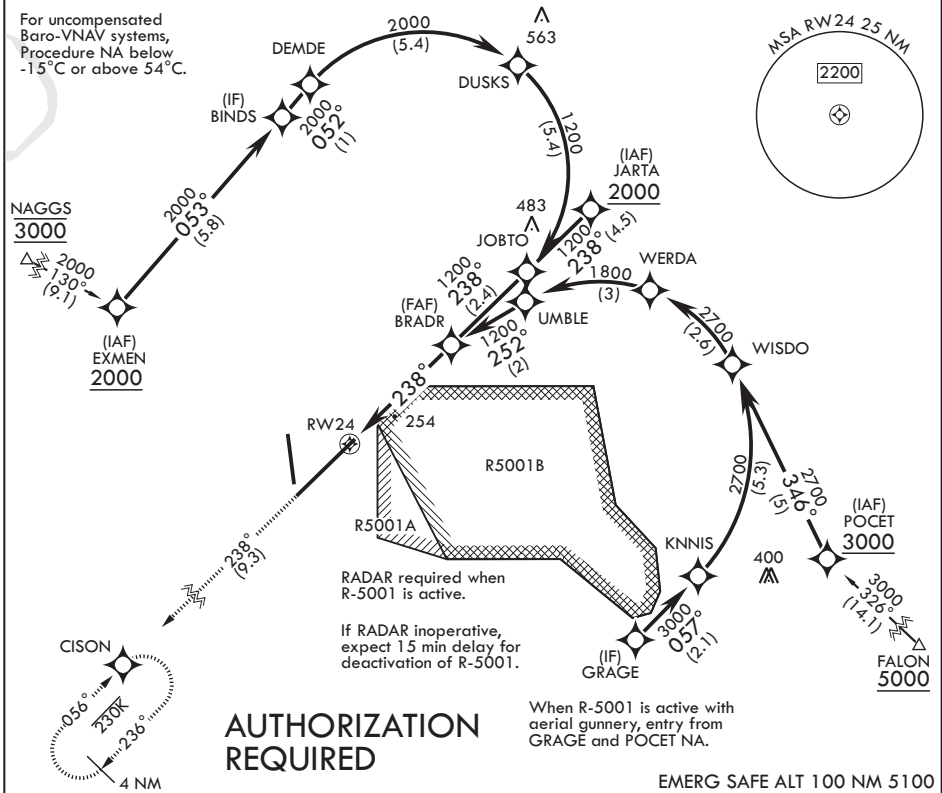 For uncompensated
Baro-VNAV systems,
Procedure NA below
-15°C or above 54°C.
2000
(5.4)
563
DEMDE
DUSKS
MSA RW24 25 NM
2200
(IF)
BINDS
2000
052°
(1)
1200
(5.4)
(IAF)
JARTA
2000
NAGGS
3000
2000
053°
(5.8)
483
JOBTO
1200
238°
(4.5)
2000
130°
(9.1)
1200
238°
(2.4)
1800
(3)
WERDA
(FAF)
BRADR
UMBLE
1200
252°
(2)
2700
(2.6)
WISDO
(IAF)
EXMEN
2000
238°
RW24
254
R5001B
2700
(5.3)
2700
346°
(5)
(IAF)
POCET
3000
R5001A
KNNIS
400
238°
(9.3)
RADAR required when
R-5001 is active.
3000
326°
(14.1)
If RADAR inoperative,
expect 15 min delay for
deactivation of R-5001.
3000
057°
(2.1)
(IF)
GRAGE
FALON
5000
CISON
056°
230K
236°
4 NM
AUTHORIZATION
REQUIRED
When R-5001 is active with
aerial gunnery, entry from
GRAGE and POCET NA.
EMERG SAFE ALT 100 NM 5100